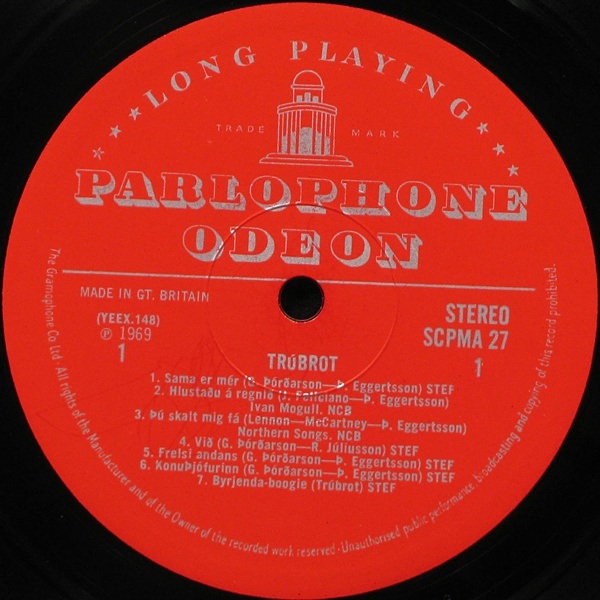 LONG PLAYING
TRADE MARK
PARLOPHONE
ODEON
MADE IN GT. BRITAIN
(YEEX.148)
℗ 1969
1
STEREO
SCPMA 27
1
TRúBROT
1. Sama er mér (G. Þórðarson—Þ. Eggertsson) STEF
2. Hlustaðu á regnið (J. Feliciano—Þ. Eggertsson)
Ivan Mogull. NCB
3. Þú skalt mig fá (Lennon—McCartney—Þ. Eggertsson)
Northern Songs. NCB
4. Við (G. Þórðarson—R. Júliusson) STEF
5. Frelsi andans (G. Þórðarson—Þ. Eggertsson) STEF
6. Konuþjófurinn (G. Þórðarson—Þ. Eggertsson) STEF
7. Byrjenda-boogie (Trúbrot) STEF
The Gramophone Co Ltd. All rights of the Manufacturer and of the Owner of the recorded work reserved · Unauthorised public performance, broadcasting and copying of this record prohibited.